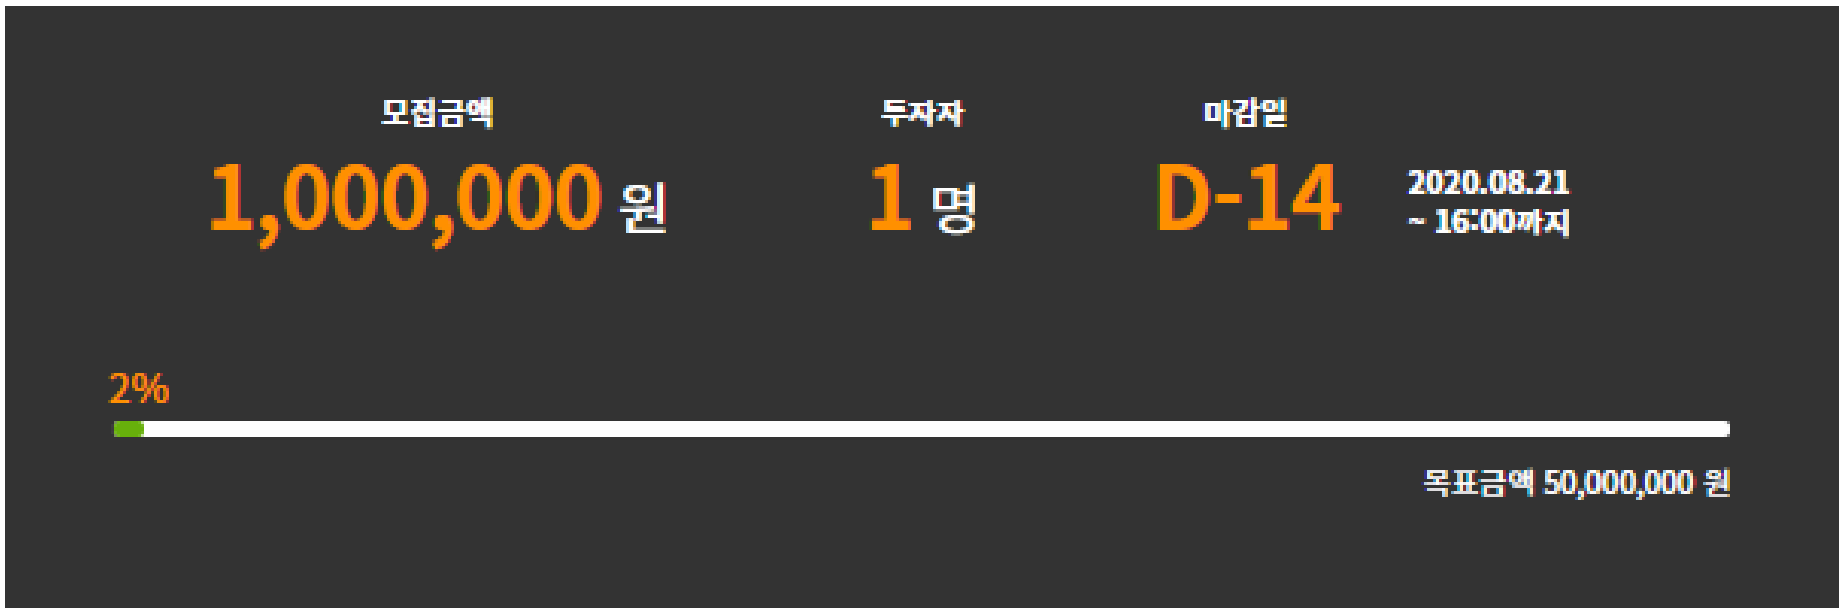 모집금액
1,000,000 원
투자자
1 명
마감일
D-14
2020.08.21
~ 16:00까지
2%
목표금액 50,000,000 원